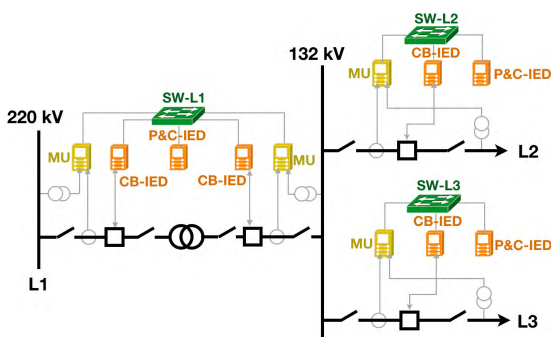 SW-L2
132 kV
CB-IED
MU
P&C-IED
SW-L1
220 kV
P&C-IED
MU
MU
CB-IED
CB-IED
L2
SW-L3
CB-IED
MU
P&C-IED
L1
L3